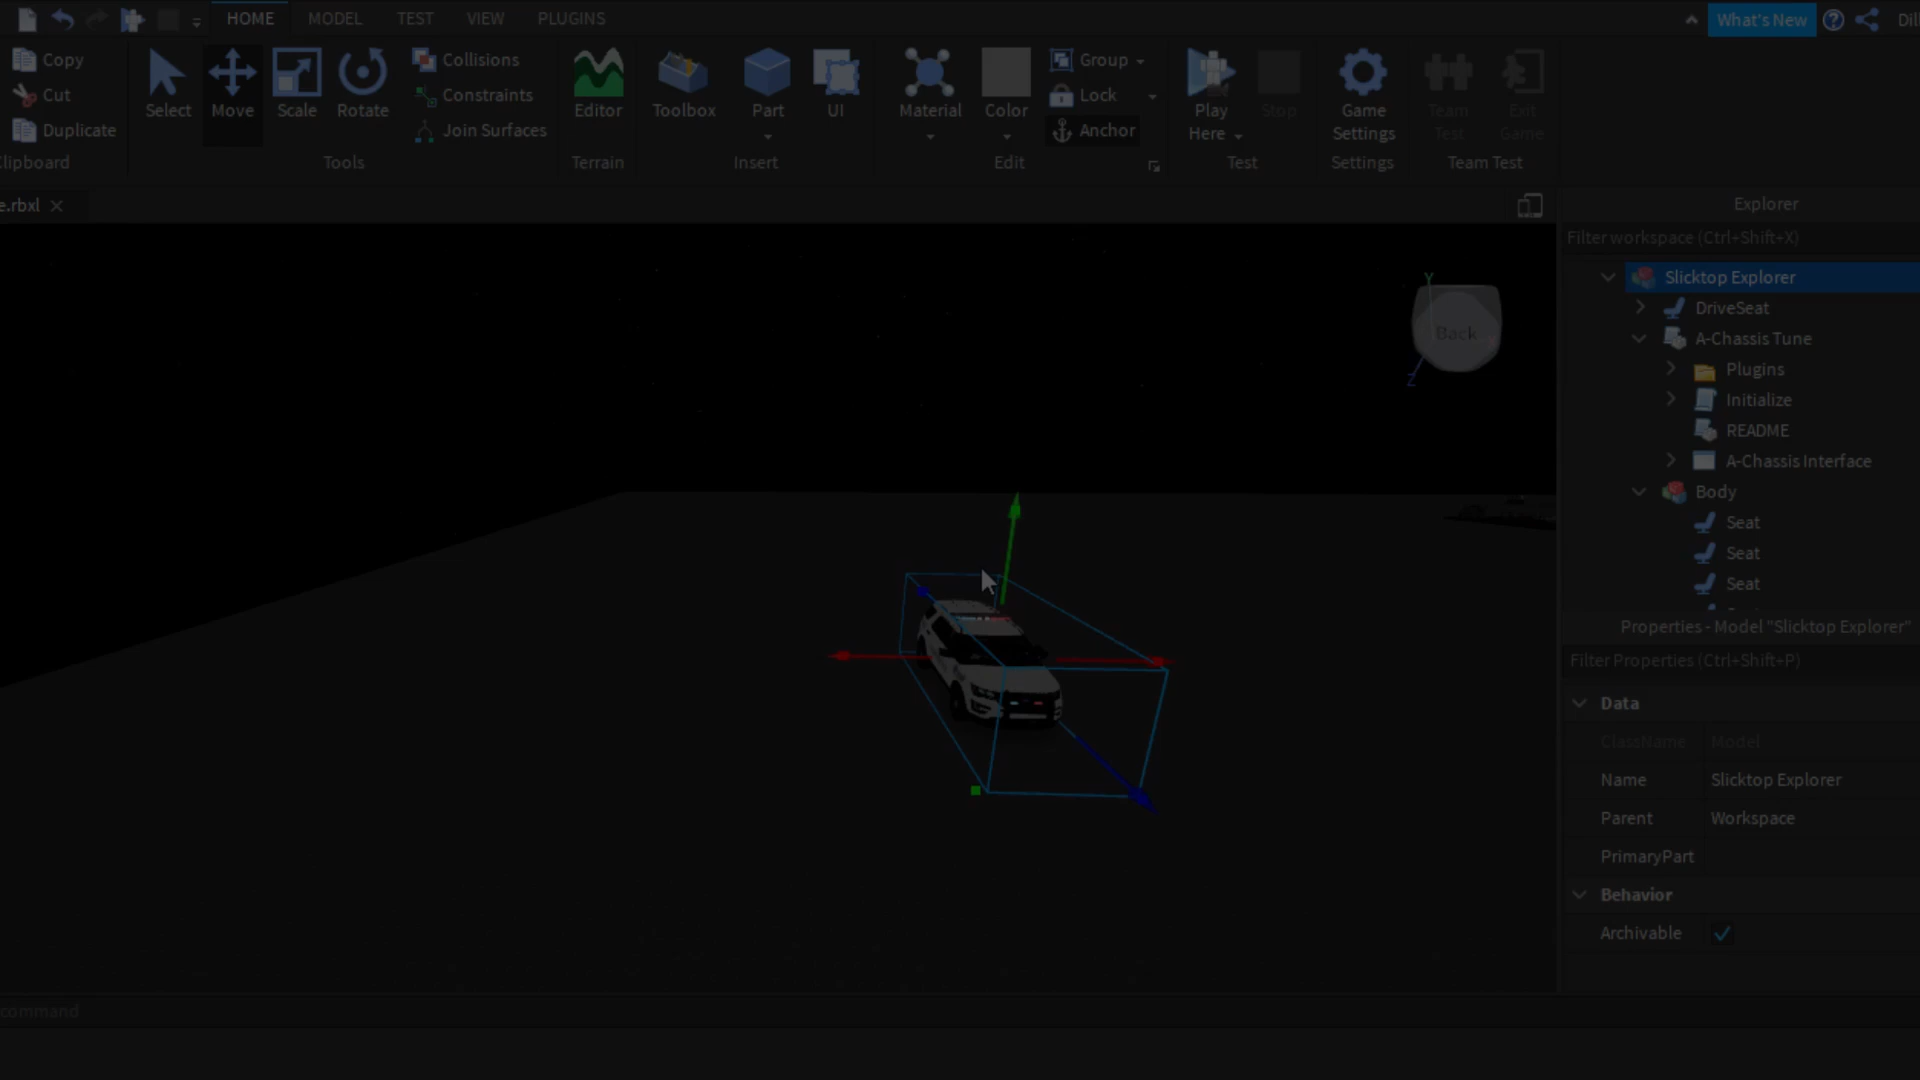 HOME MODEL TEST VIEW PLUGINS What's New
Copy
Cut
Duplicate
Select Move Scale Rotate
Collisions
Constraints
Join Surfaces
Editor Toolbox Part UI
Material Color
Group
Lock
Anchor
Play Here
Stop
Game Settings
Team Test
Exit Game
lipboard Tools Terrain Insert Edit Test Settings Team Test
e.rbxl
Explorer
Filter workspace (Ctrl+Shift+X)
Slicktop Explorer
DriveSeat
A-Chassis Tune
Plugins
Initialize
README
A-Chassis Interface
Body
Seat
Seat
Seat
Y
Back
Z
Properties - Model "Slicktop Explorer"
Filter Properties (Ctrl+Shift+P)
Data
ClassName Model
Name Slicktop Explorer
Parent Workspace
PrimaryPart
Behavior
Archivable
command